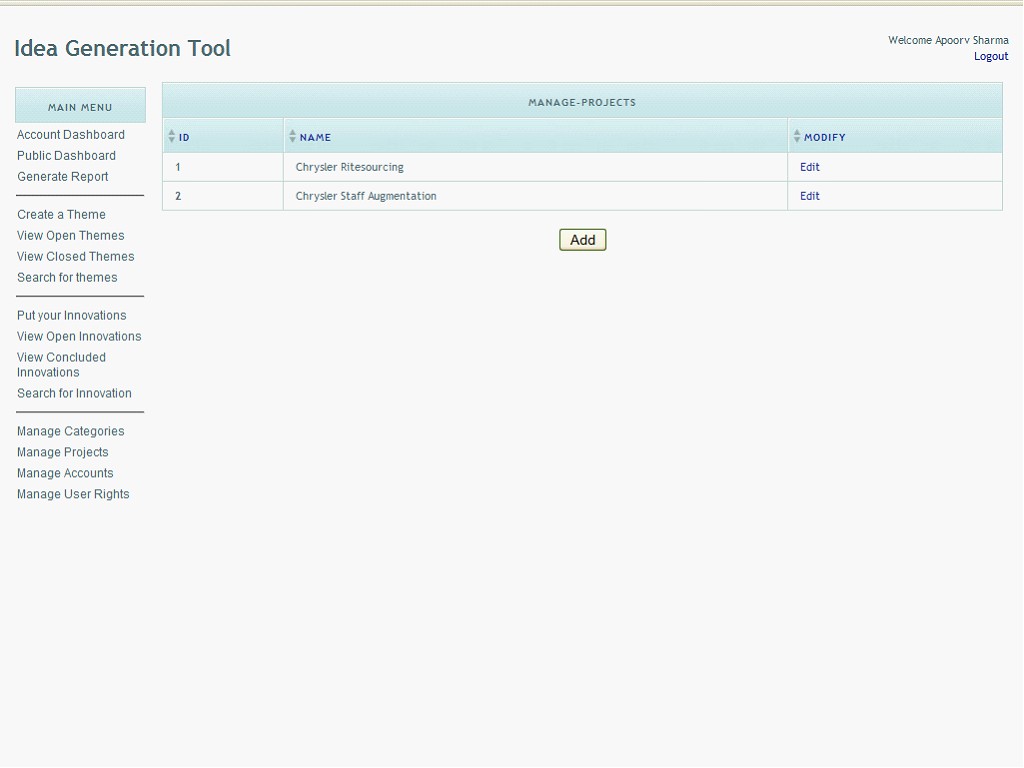 Idea Generation Tool
Welcome Apoorv Sharma
Logout
MAIN MENU
Account Dashboard
Public Dashboard
Generate Report
Create a Theme
View Open Themes
View Closed Themes
Search for themes
Put your Innovations
View Open Innovations
View Concluded
Innovations
Search for Innovation
Manage Categories
Manage Projects
Manage Accounts
Manage User Rights
MANAGE-PROJECTS
ID NAME MODIFY
1 Chrysler Ritesourcing Edit
2 Chrysler Staff Augmentation Edit
Add